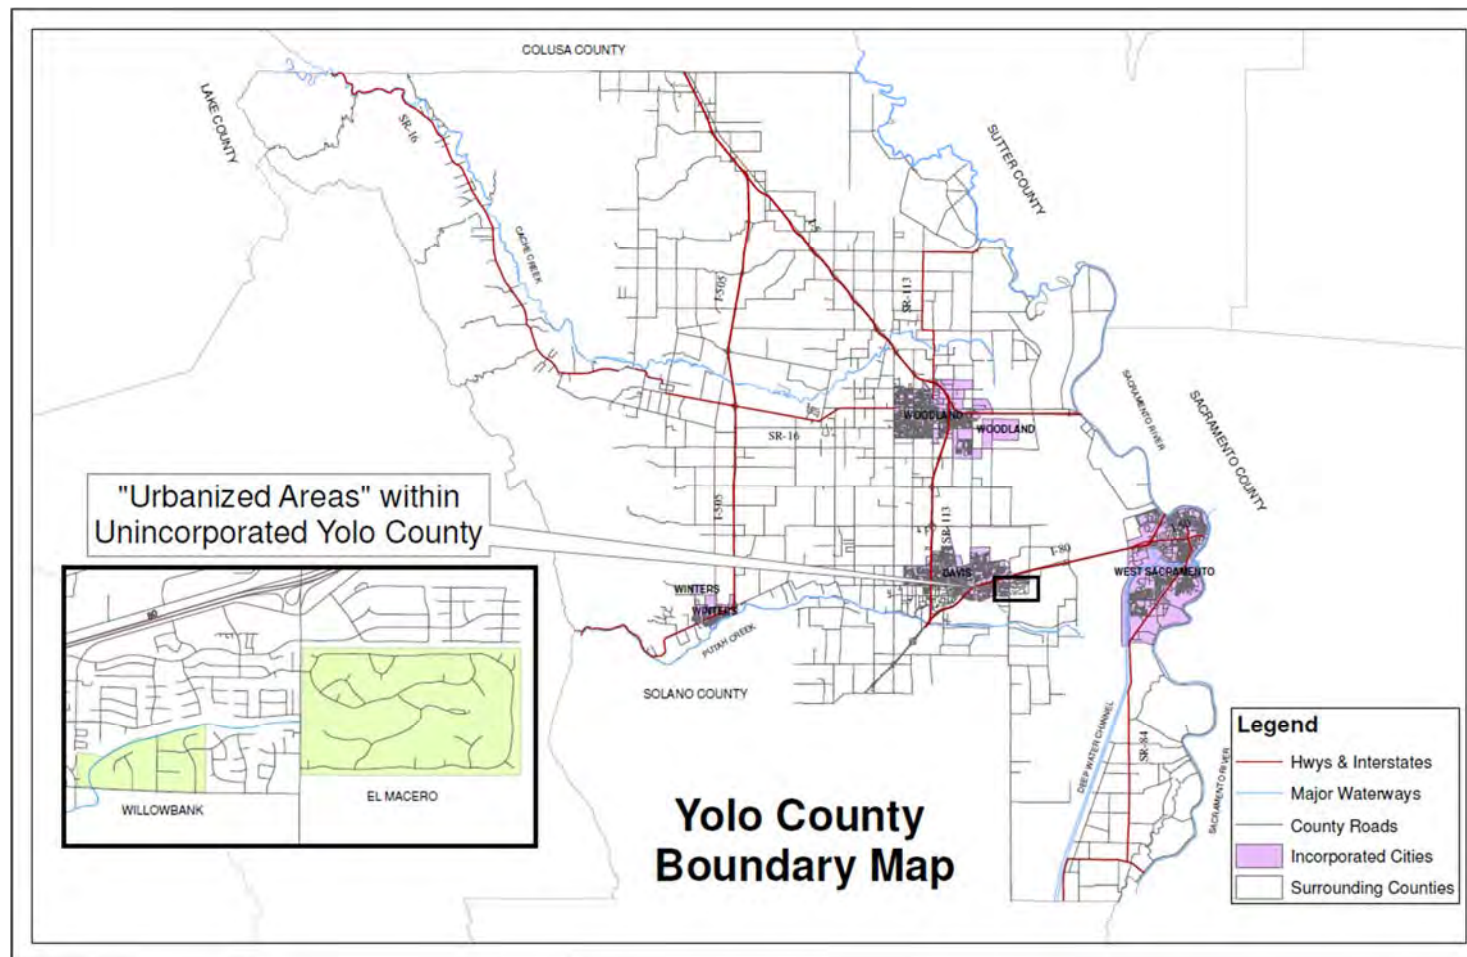 COLUSA COUNTY
LAKE COUNTY
SR-16
SUTTER COUNTY
CACHE CREEK
I-5
I-505
SR-113
SACRAMENTO RIVER
SACRAMENTO COUNTY
WOODLAND
WOODLAND
SR-16
"Urbanized Areas" within
Unincorporated Yolo County
I-505
SR-113
I-80
I-80
DAVIS
WEST SACRAMENTO
WINTERS
WINTERS
PUTAH CREEK
SOLANO COUNTY
80
WILLOWBANK
EL MACERO
DEEP WATER CHANNEL
SR-84
SACRAMENTO RIVER
Yolo County
Boundary Map
Legend
Hwys & Interstates
Major Waterways
County Roads
Incorporated Cities
Surrounding Counties